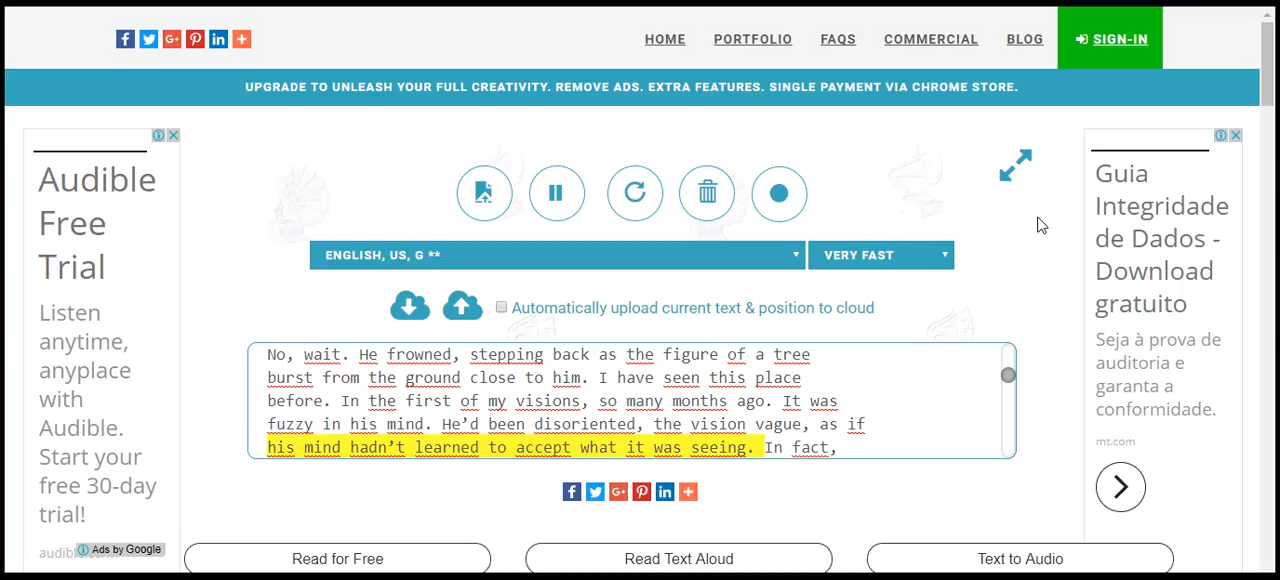 HOME PORTFOLIO FAQS COMMERCIAL BLOG SIGN-IN
UPGRADE TO UNLEASH YOUR FULL CREATIVITY. REMOVE ADS. EXTRA FEATURES. SINGLE PAYMENT VIA CHROME STORE.
Audible
Free
Trial
Listen
anytime,
anyplace
with
Audible.
Start your
free 30-day
trial!
audib
Ads by Google
ENGLISH, US, G **
VERY FAST
Automatically upload current text & position to cloud
No, wait. He frowned, stepping back as the figure of a tree
burst from the ground close to him. I have seen this place
before. In the first of my visions, so many months ago. It was
fuzzy in his mind. He’d been disoriented, the vision vague, as if
his mind hadn’t learned to accept what it was seeing. In fact,
Read for Free
Read Text Aloud
Text to Audio
Guia
Integridade
de Dados -
Download
gratuito
Seja à prova de
auditoria e
garanta a
conformidade.
mt.com